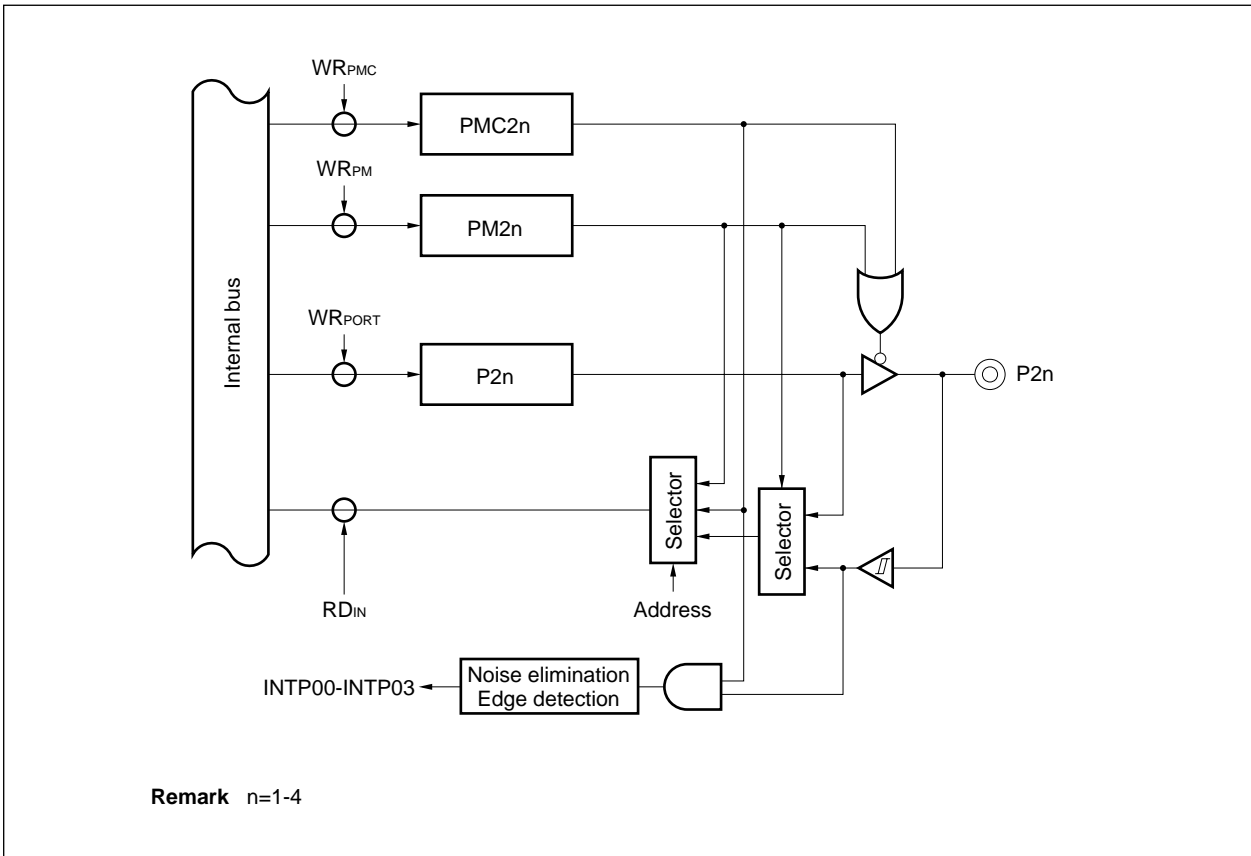 WRPMC
PMC2n
WRPM
PM2n
Internal bus
WRPORT
P2n
P2n
Selector
Selector
RDIN
Address
Noise elimination
Edge detection
INTP00-INTP03
Remark n=1-4